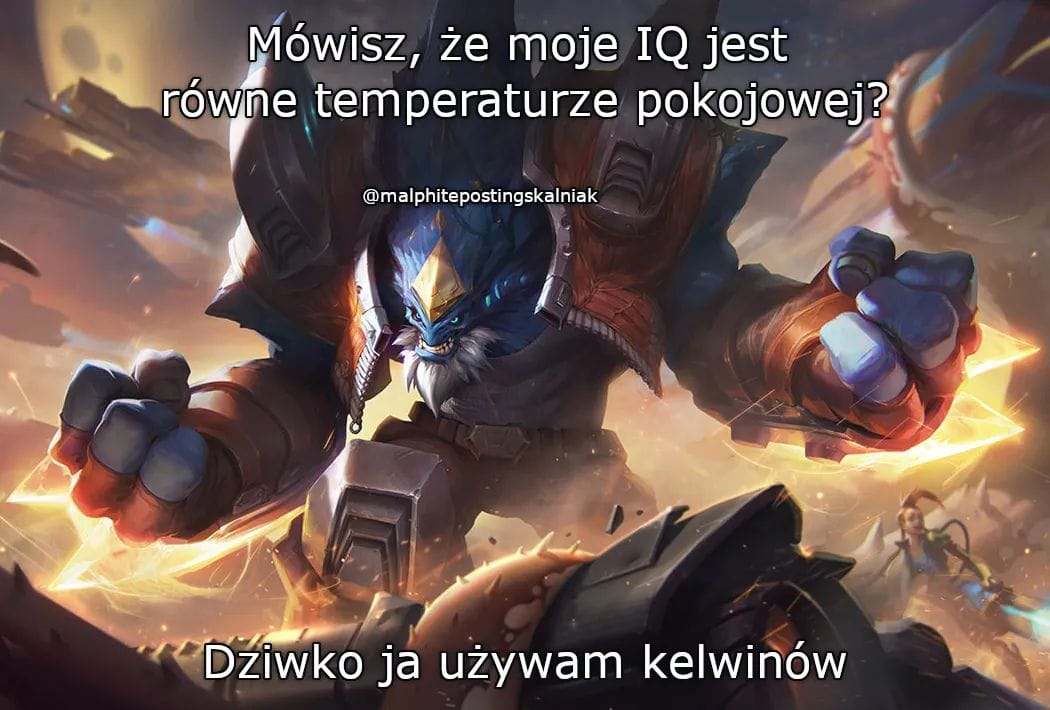 Mówisz, że moje IQ jest
równe temperaturze pokojowej?
@malphitepostingskalniak
Dziwko ja używam kelwinów